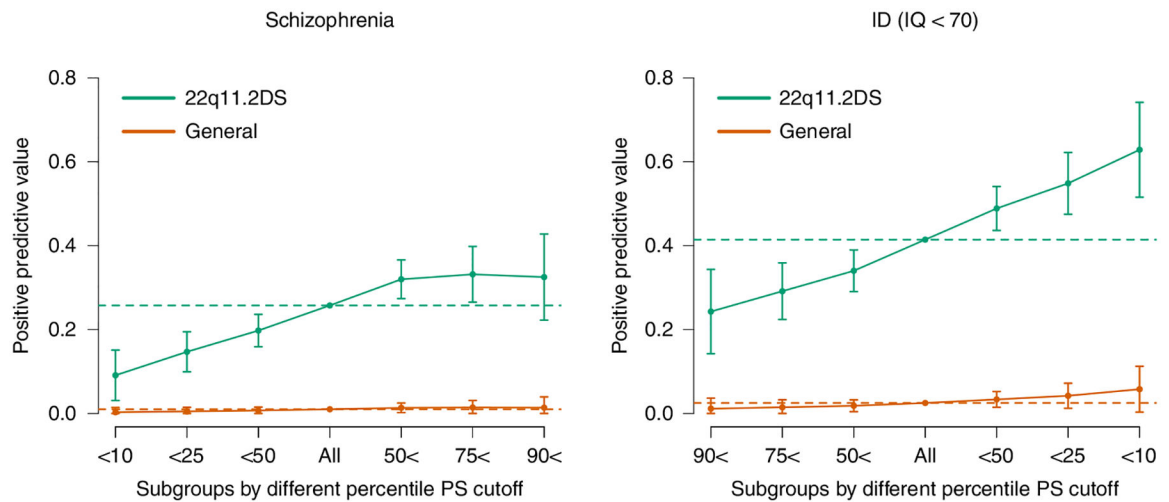 Schizophrenia
0.8
0.6
0.4
0.2
0.0
Positive predictive value
22q11.2DS
General
<10 <25 <50 All 50< 75< 90<
Subgroups by different percentile PS cutoff
ID (IQ < 70)
0.8
0.6
0.4
0.2
0.0
Positive predictive value
22q11.2DS
General
90< 75< 50< All <50 <25 <10
Subgroups by different percentile PS cutoff